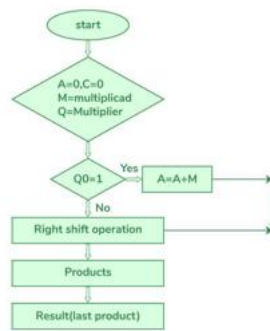 start
A=0,C=0
M=multiplicad
Q=Multiplier
Q0=1
Yes
A=A+M
No
Right shift operation
Products
Result(last product)